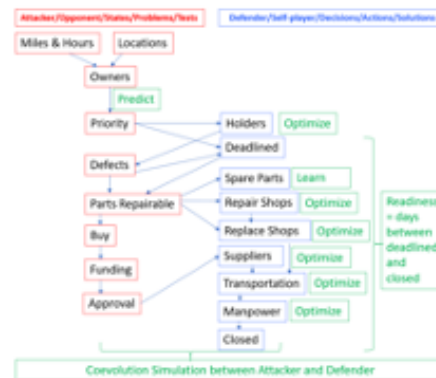 Attacker/Opponent/States/Problems/Tests
Defender/Self-player/Decisions/Actions/Solutions
Miles & Hours
Locations
Owners
Predict
Priority
Holders
Optimize
Deadlined
Defects
Spare Parts
Learn
Parts Repairable
Repair Shops
Optimize
Buy
Replace Shops
Optimize
Funding
Suppliers
Optimize
Approval
Transportation
Optimize
Manpower
Optimize
Closed
Readiness
= days
between
deadlined
and
closed
Coevolution Simulation between Attacker and Defender